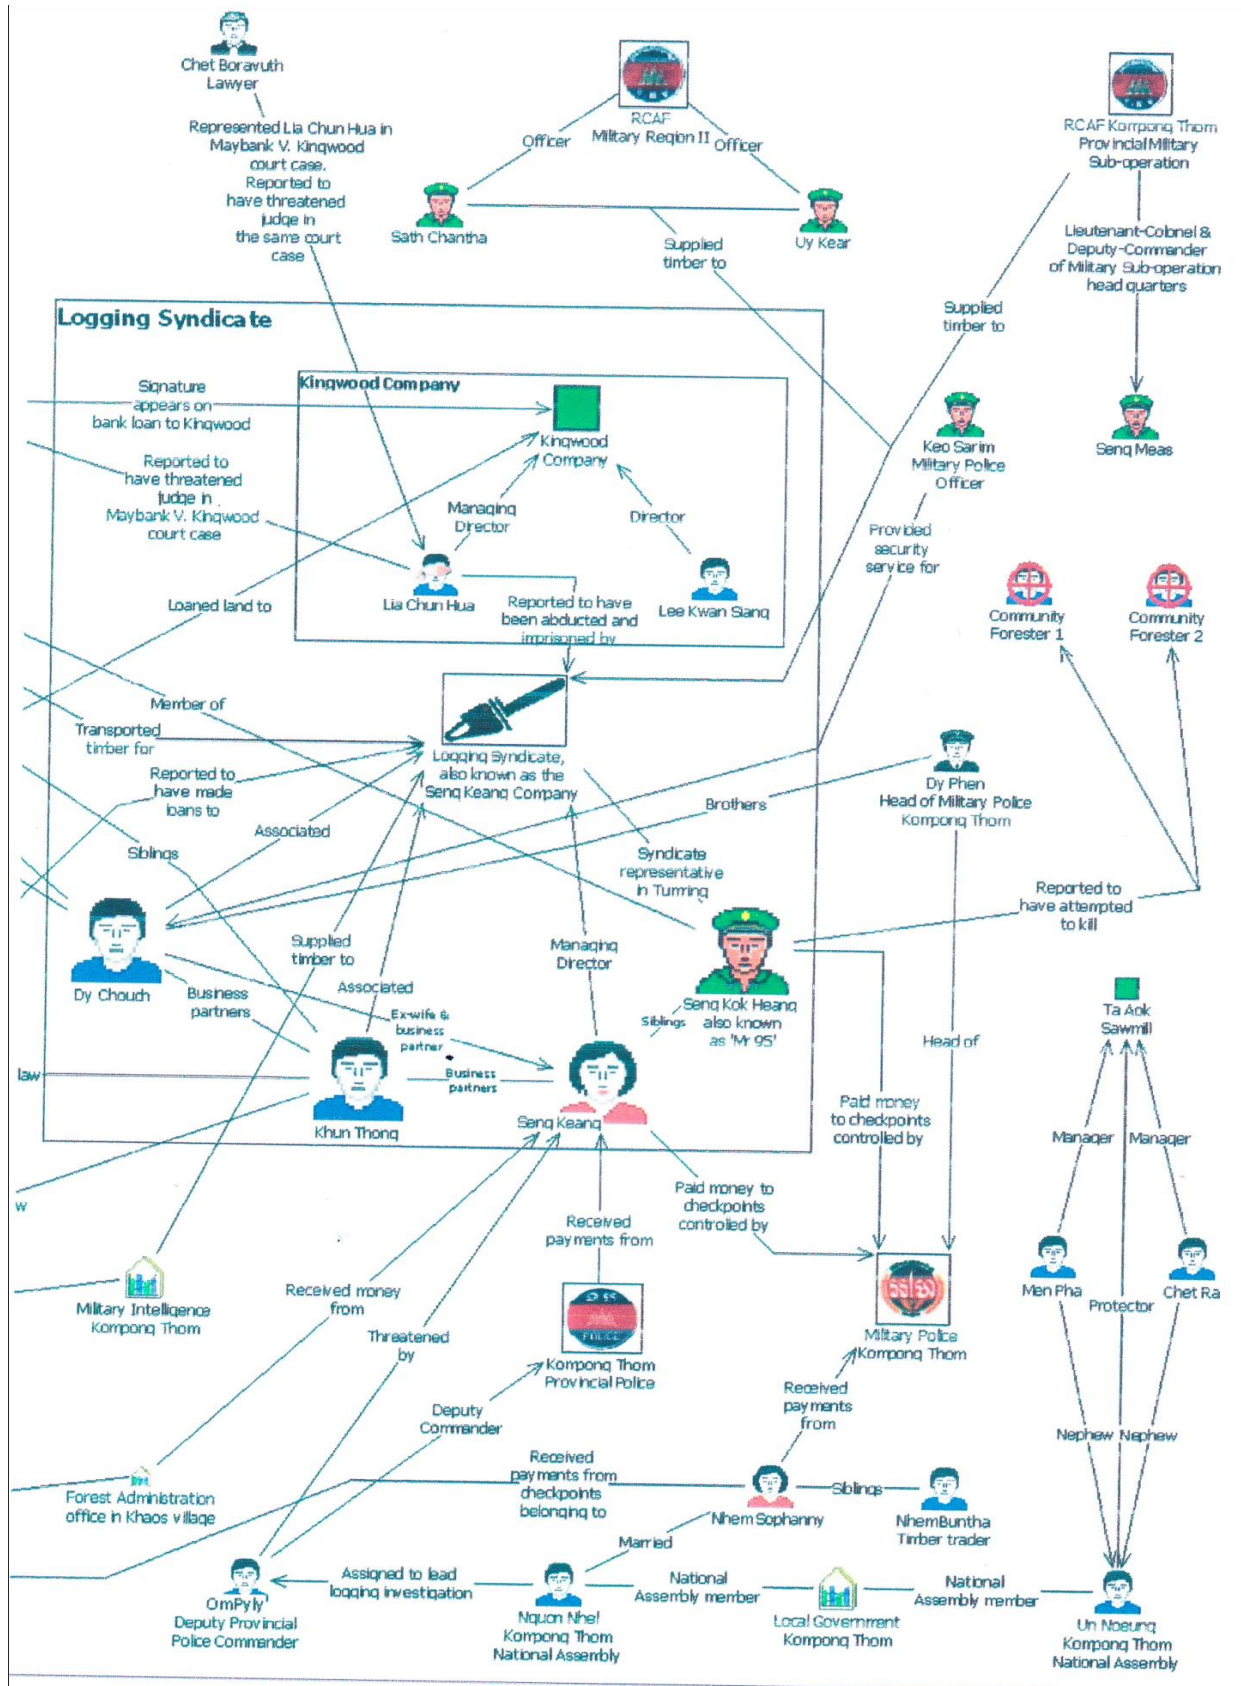 Chet Boravuth
Lawyer
Represented Lia Chun Hua in
Maybank V. Kingwood
court case.
Reported to
have threatened
judge in
the same court
case
RCAF
Military Region II
Officer
Officer
Sath Chantha
Uy Kear
Supplied
timber to
RCAF Kompong Thom
Provincial Military
Sub-operation
Lieutenant-Colonel &
Deputy-Commander
of Military Sub-operation
head quarters
Supplied
timber to
Seng Meas
Logging Syndicate
Kingwood Company
Signature
appears on
bank loan to Kingwood
Kingwood
Company
Reported to
have threatened
judge in
Maybank V. Kingwood
court case
Managing
Director
Director
Lia Chun Hua
Lee Kwan Siang
Reported to have
been abducted and
imprisoned by
Loaned land to
Keo Sarim
Military Police
Officer
Provided
security
service for
Community
Forester 1
Community
Forester 2
Member of
Transported
timber for
Logging Syndicate,
also known as the
Seng Keang Company
Reported to
have made
loans to
Associated
Siblings
Brothers
Dy Phen
Head of Military Police
Kompong Thom
Syndicate
representative
in Tumring
Reported to
have attempted
to kill
Dy Chouch
Supplied
timber to
Managing
Director
Business
partners
Associated
Ex-wife &
business
partner
Siblings
Seng Kok Heang
also known
as 'Mr 95'
law
Business
partners
Khun Thong
Seng Keang
Head of
Ta Aok
Sawmill
Paid money
to checkpoints
controlled by
Manager
Manager
w
Paid money to
checkpoints
controlled by
Received
payments from
Military Intelligence
Kompong Thom
Received money
from
Threatened
by
POLICE
Kompong Thom
Provincial Police
Military Police
Kompong Thom
Men Pha
Protector
Chet Ra
Deputy
Commander
Received
payments
from
Nephew
Nephew
Forest Administration
office in Khaos village
Received
payments from
checkpoints
belonging to
Nhem Sophanny
Siblings
NhemBuntha
Timber trader
Married
OmPyly'
Deputy Provincial
Police Commander
Assigned to lead
logging investigation
Nguon Nhel
Kompong Thom
National Assembly
National
Assembly member
Local Government
Kompong Thom
National
Assembly member
Un Noeung
Kompong Thom
National Assembly